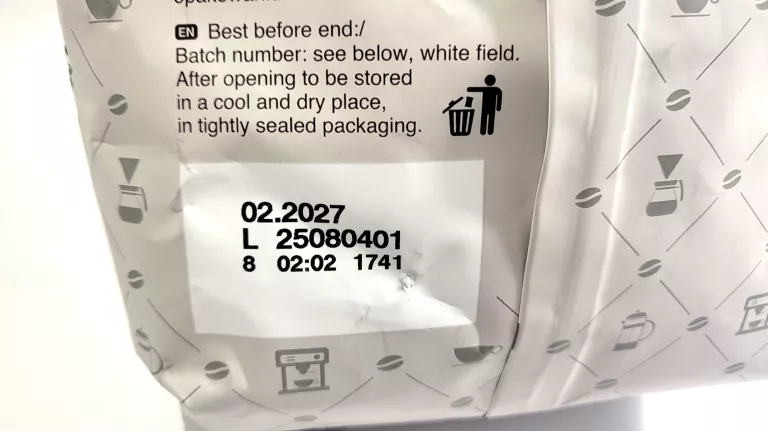 EN Best before end:/
Batch number: see below, white field.
After opening to be stored
in a cool and dry place,
in tightly sealed packaging.
02.2027
L 25080401
8 02:02 1741